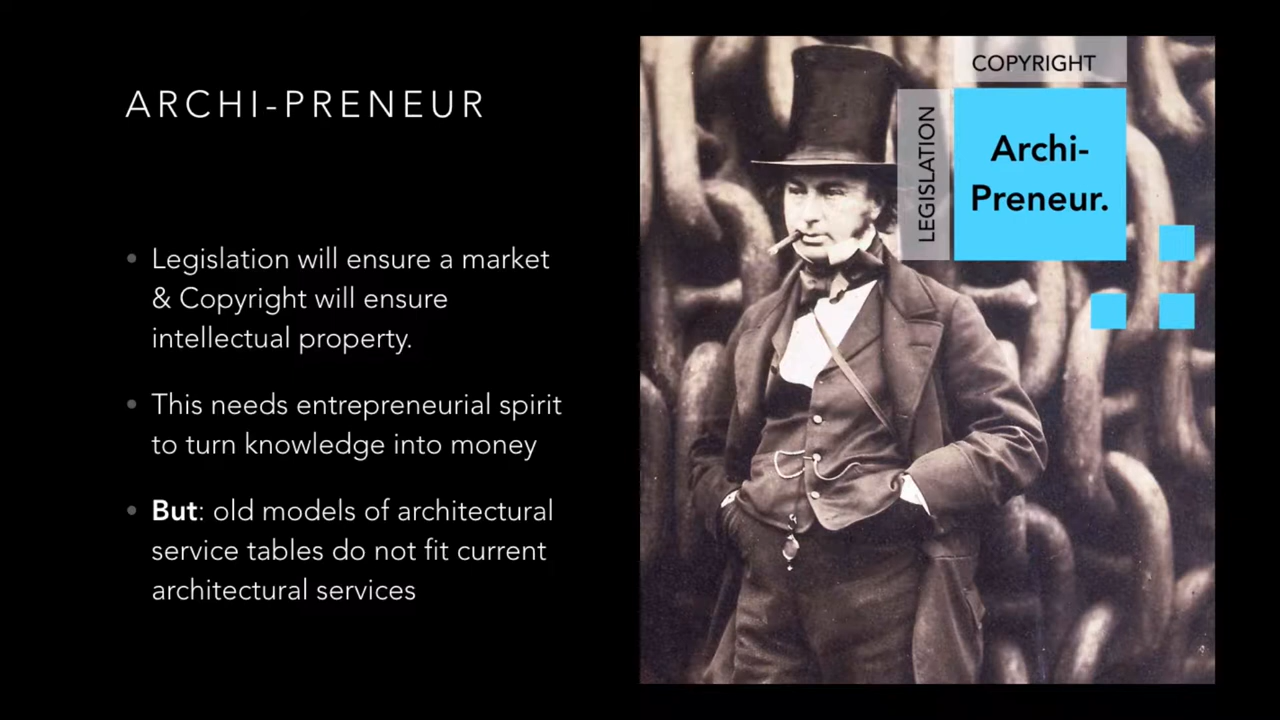 ARCHI-PRENEUR
• Legislation will ensure a market
& Copyright will ensure
intellectual property.
• This needs entrepreneurial spirit
to turn knowledge into money
• But: old models of architectural
service tables do not fit current
architectural services
COPYRIGHT
LEGISLATION
Archi-
Preneur.